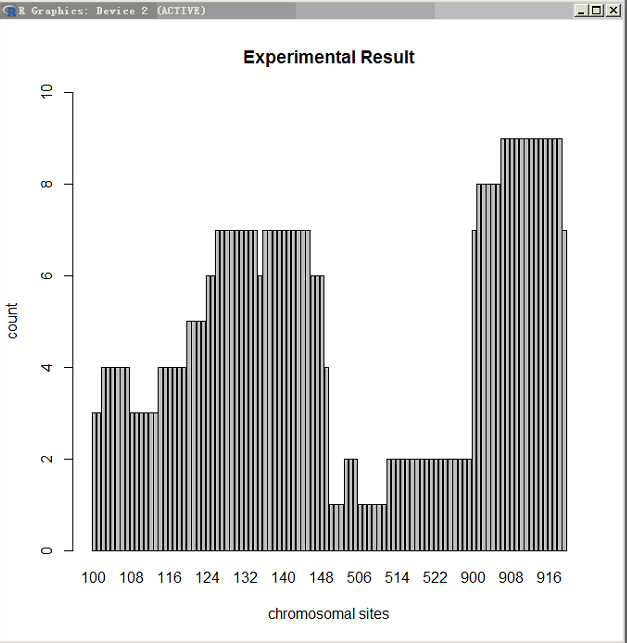 R Graphics: Device 2 (ACTIVE)
Experimental Result
10
8
6
4
2
0
count
100 108 116 124 132 140 148 506 514 522 900 908 916
chromosomal sites